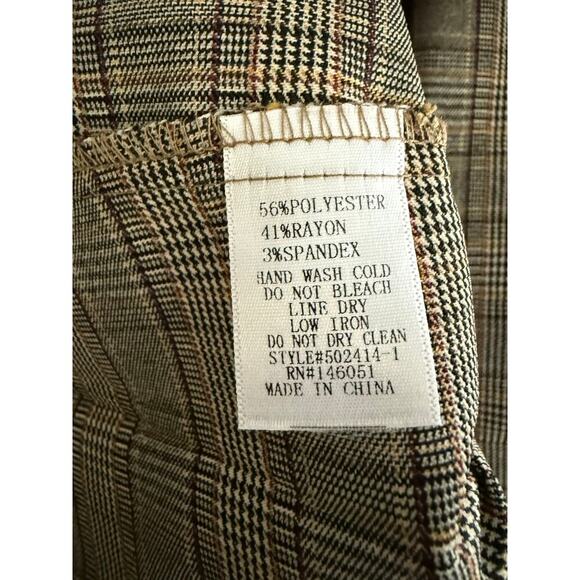 56%POLYESTER
41%RAYON
3%SPANDEX
HAND WASH COLD
DO NOT BLEACH
LINE DRY
LOW IRON
DO NOT DRY CLEAN
STYLE#502414-1
RN#146051
MADE IN CHINA